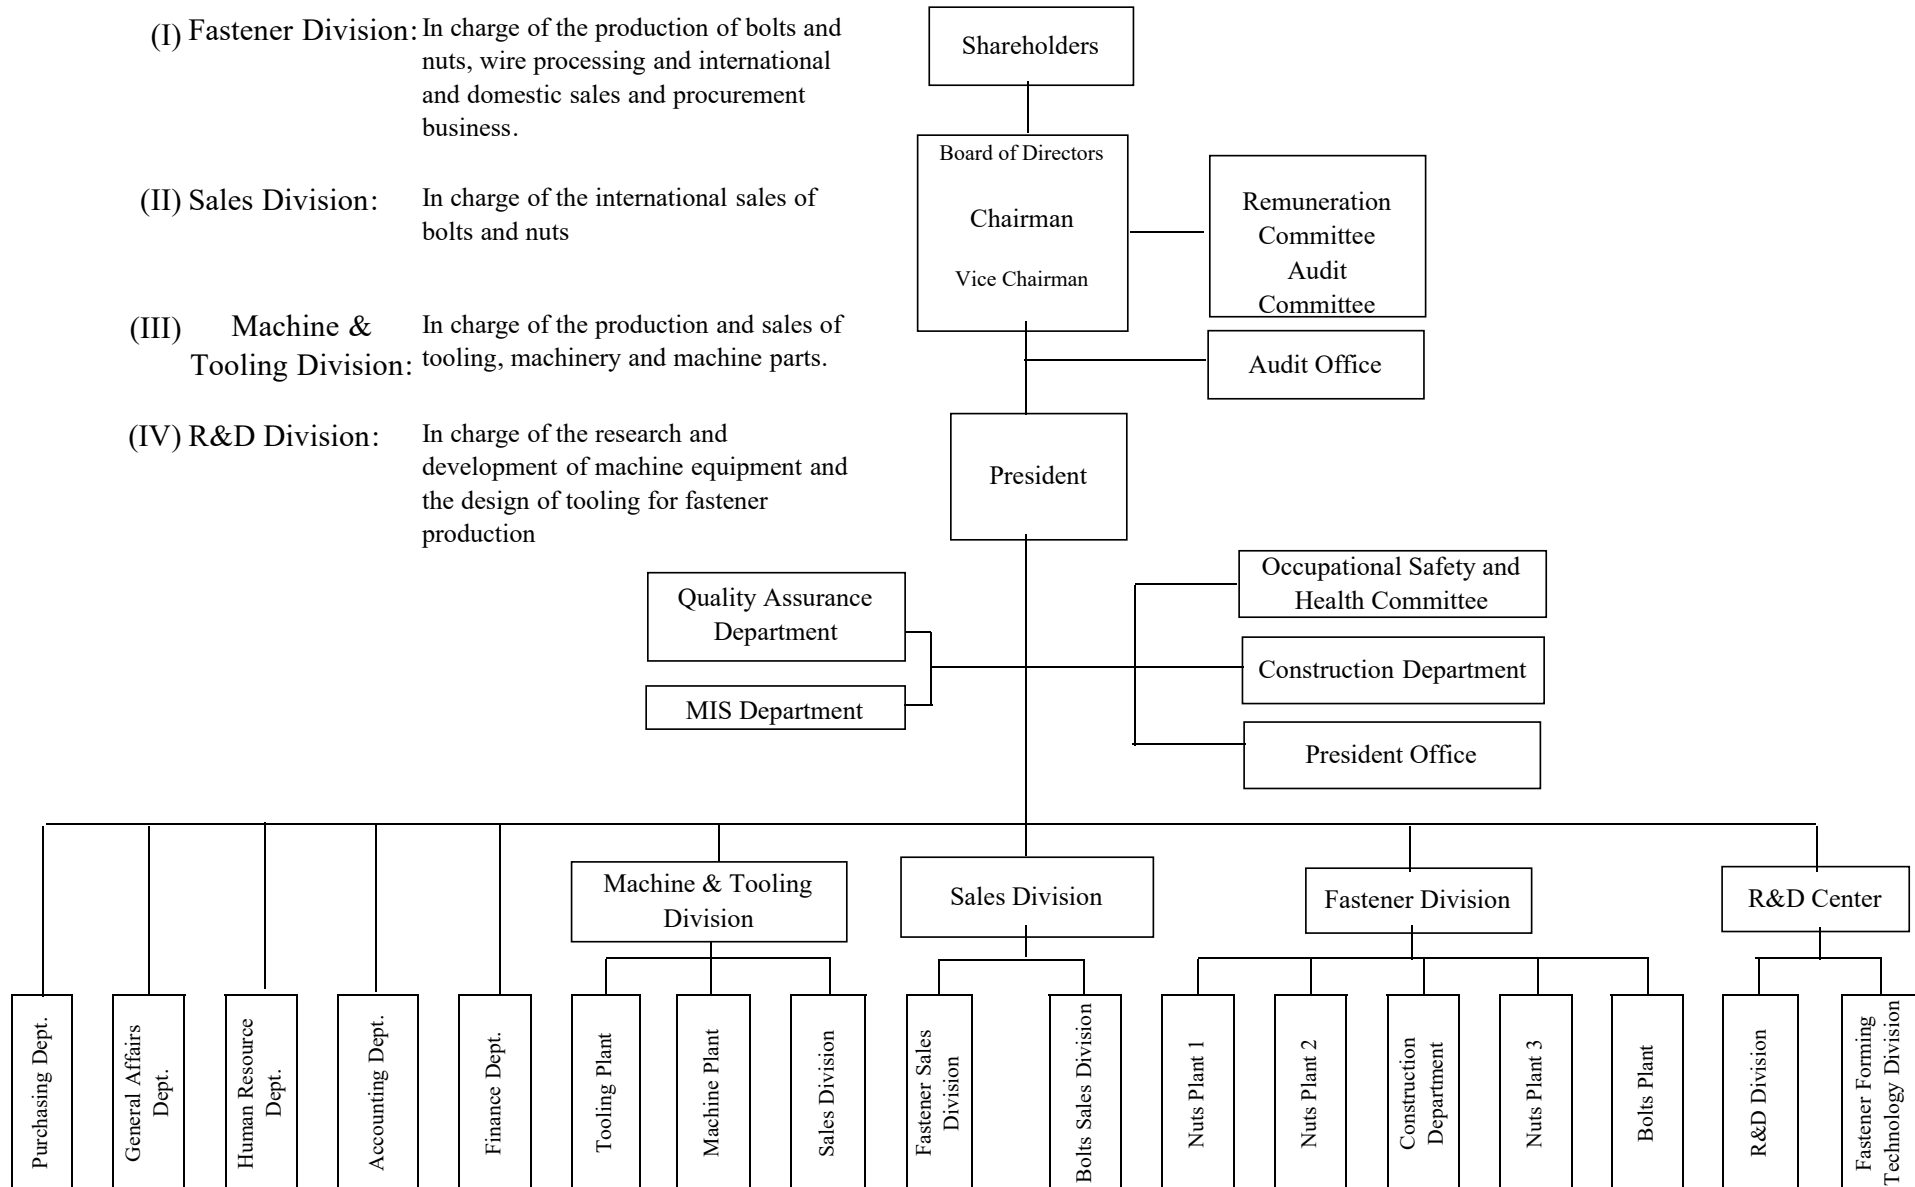 (I) Fastener Division: In charge of the production of bolts and
nuts, wire processing and international
and domestic sales and procurement
business.
(II) Sales Division: In charge of the international sales of
bolts and nuts
(III) Machine & In charge of the production and sales of
Tooling Division: tooling, machinery and machine parts.
(IV) R&D Division: In charge of the research and
development of machine equipment and
the design of tooling for fastener
production
Shareholders
Board of Directors
Chairman
Vice Chairman
Remuneration
Committee
Audit
Committee
Audit Office
President
Quality Assurance
Department
MIS Department
Occupational Safety and
Health Committee
Construction Department
President Office
Machine & Tooling
Division
Sales Division
Fastener Division
R&D Center
Purchasing Dept.
General Affairs
Dept.
Human Resource
Dept.
Accounting Dept.
Finance Dept.
Tooling Plant
Machine Plant
Sales Division
Fastener Sales
Division
Bolts Sales Division
Nuts Plant 1
Nuts Plant 2
Construction
Department
Nuts Plant 3
Bolts Plant
R&D Division
Fastener Forming
Technology Division